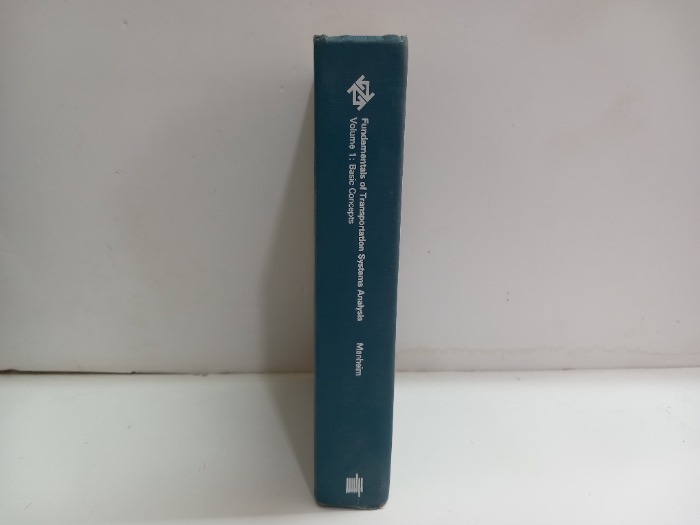 Fundamentals of Transportation Systems Analysis
Volume 1: Basic Concepts
Manheim